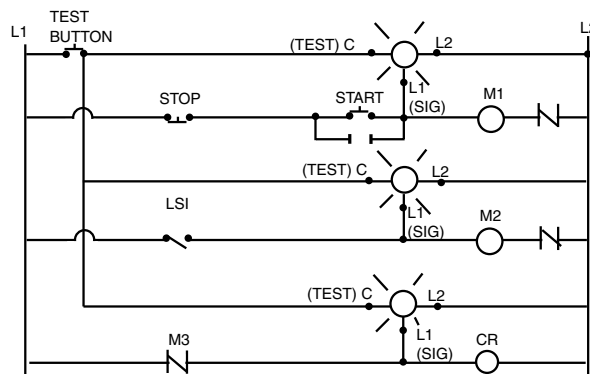 L1
TEST
BUTTON
(TEST) C
L2
L2
L1
(SIG)
STOP
START
M1
(TEST) C
L2
LSI
L1
(SIG)
M2
(TEST) C
L2
L1
(SIG)
M3
CR